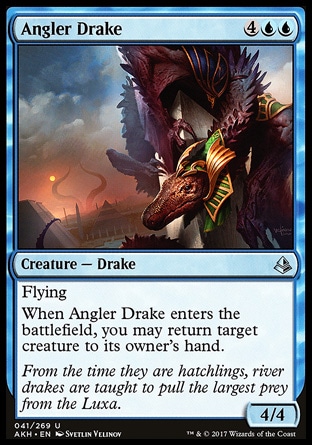 Angler Drake 4
Creature — Drake
Flying
When Angler Drake enters the
battlefield, you may return target
creature to its owner's hand.
From the time they are hatchlings, river
drakes are taught to pull the largest prey
from the Luxa.
4/4
041/269 U
AKH • EN Svetlin Velinov
™ & © 2017 Wizards of the Coast